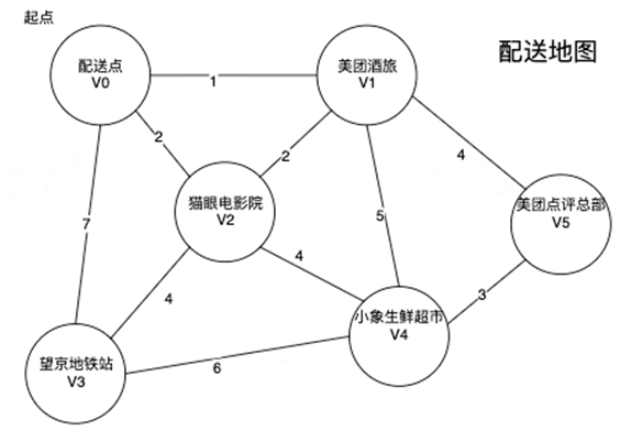 起点
配送地图
配送点
V0
美团酒旅
V1
1
2
2
4
猫眼电影院
V2
美团点评总部
V5
7
5
4
4
3
小象生鲜超市
V4
望京地铁站
V3
6